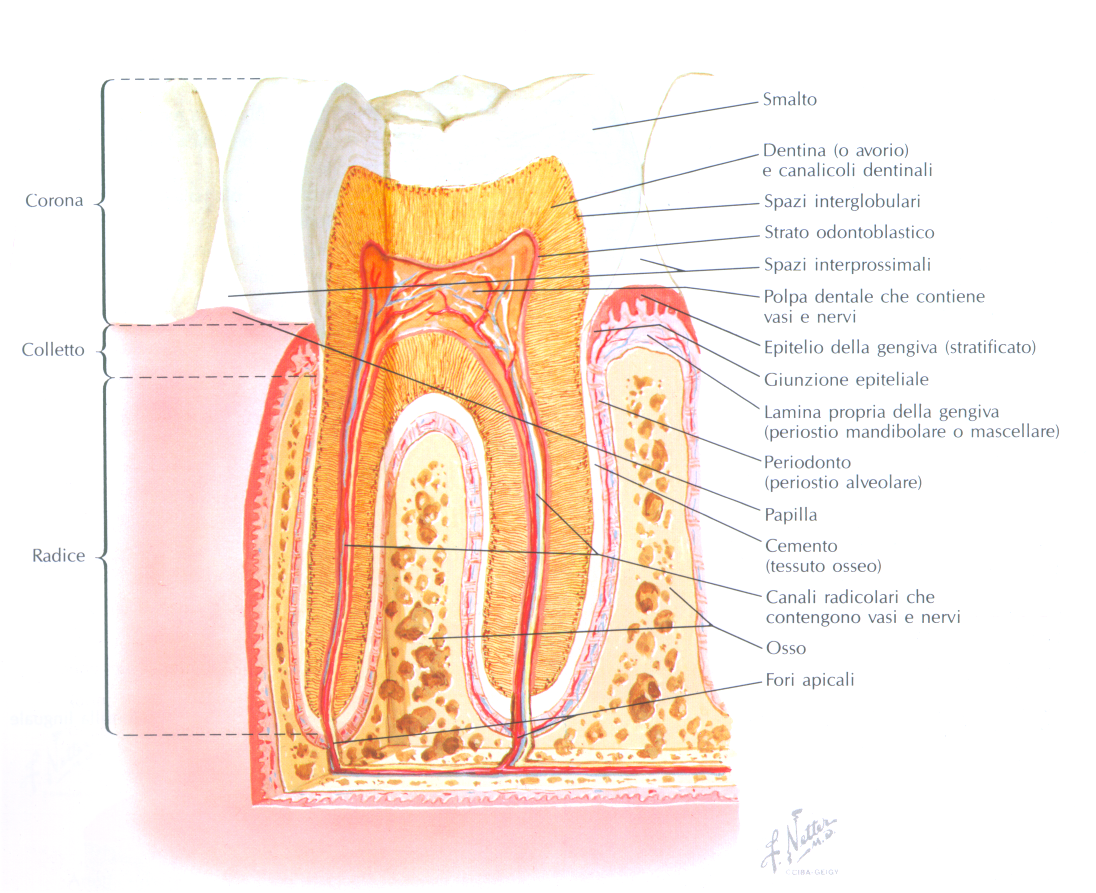 Corona
Colletto
Radice
Smalto
Dentina (o avorio)
e canalicoli dentinali
Spazi interglobulari
Strato odontoblastico
Spazi interprossimali
Polpa dentale che contiene
vasi e nervi
Epitelio della gengiva (stratificato)
Giunzione epiteliale
Lamina propria della gengiva
(periostio mandibolare o mascellare)
Periodonto
(periostio alveolare)
Papilla
Cemento
(tessuto osseo)
Canali radicolari che
contengono vasi e nervi
Osso
Fori apicali
F. Netter
M.D.
CIBA-GEIGY